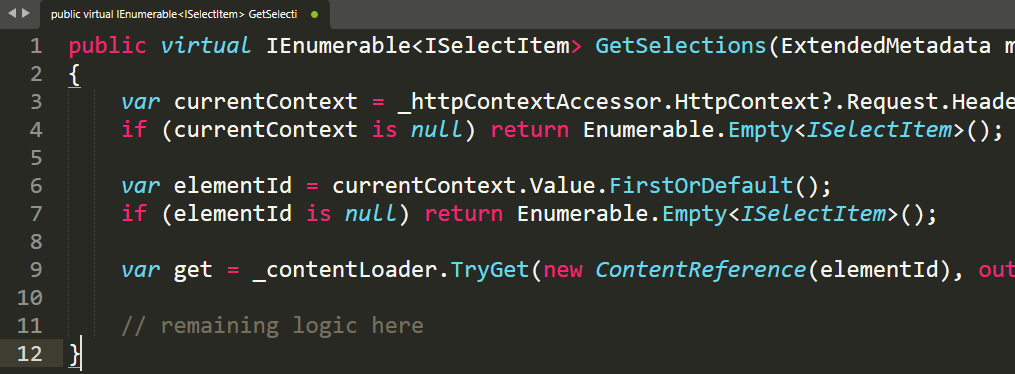 public virtual IEnumerable<ISelectItem> GetSelecti
1 public virtual IEnumerable<ISelectItem> GetSelections(ExtendedMetadata m
2 {
3 var currentContext = _httpContextAccessor.HttpContext?.Request.Heade
4 if (currentContext is null) return Enumerable.Empty<ISelectItem>();
5
6 var elementId = currentContext.Value.FirstOrDefault();
7 if (elementId is null) return Enumerable.Empty<ISelectItem>();
8
9 var get = _contentLoader.TryGet(new ContentReference(elementId), out
10
11 // remaining logic here
12 }